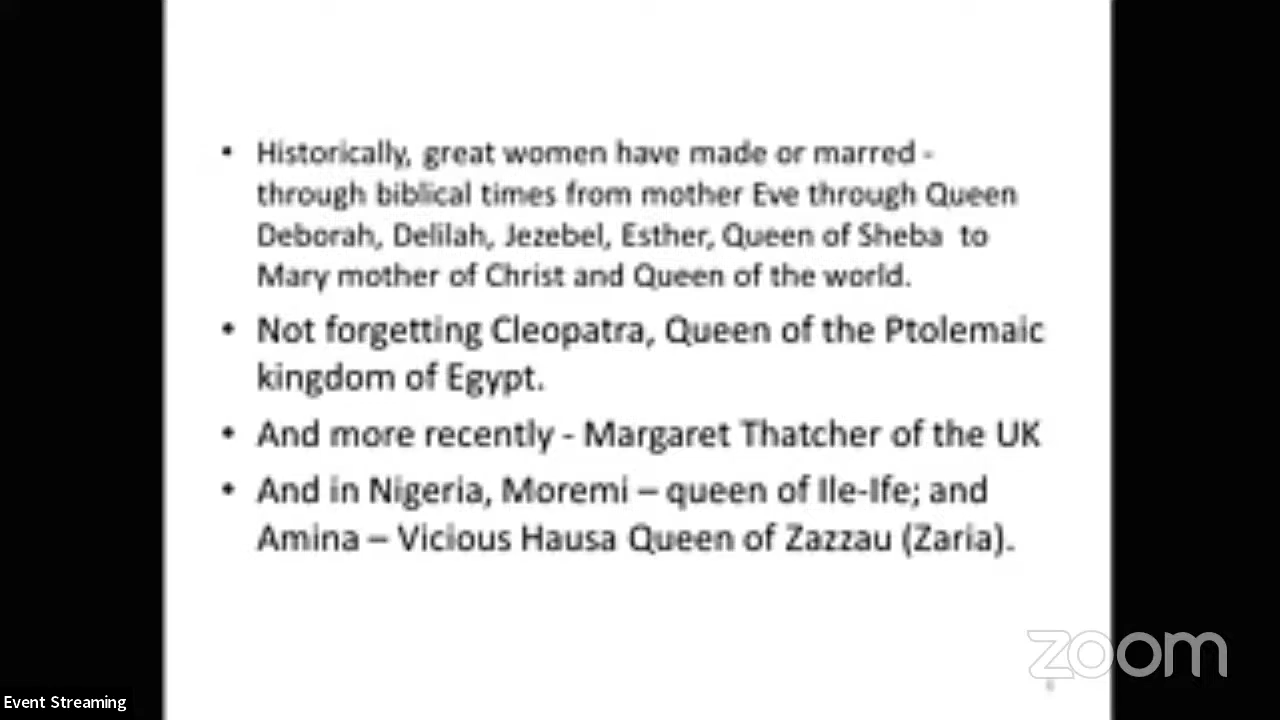 • Historically, great women have made or marred -
through biblical times from mother Eve through Queen
Deborah, Delilah, Jezebel, Esther, Queen of Sheba to
Mary mother of Christ and Queen of the world.
• Not forgetting Cleopatra, Queen of the Ptolemaic
kingdom of Egypt.
• And more recently - Margaret Thatcher of the UK
• And in Nigeria, Moremi – queen of Ile-Ife; and
Amina – Vicious Hausa Queen of Zazzau (Zaria).
zoom
Event Streaming